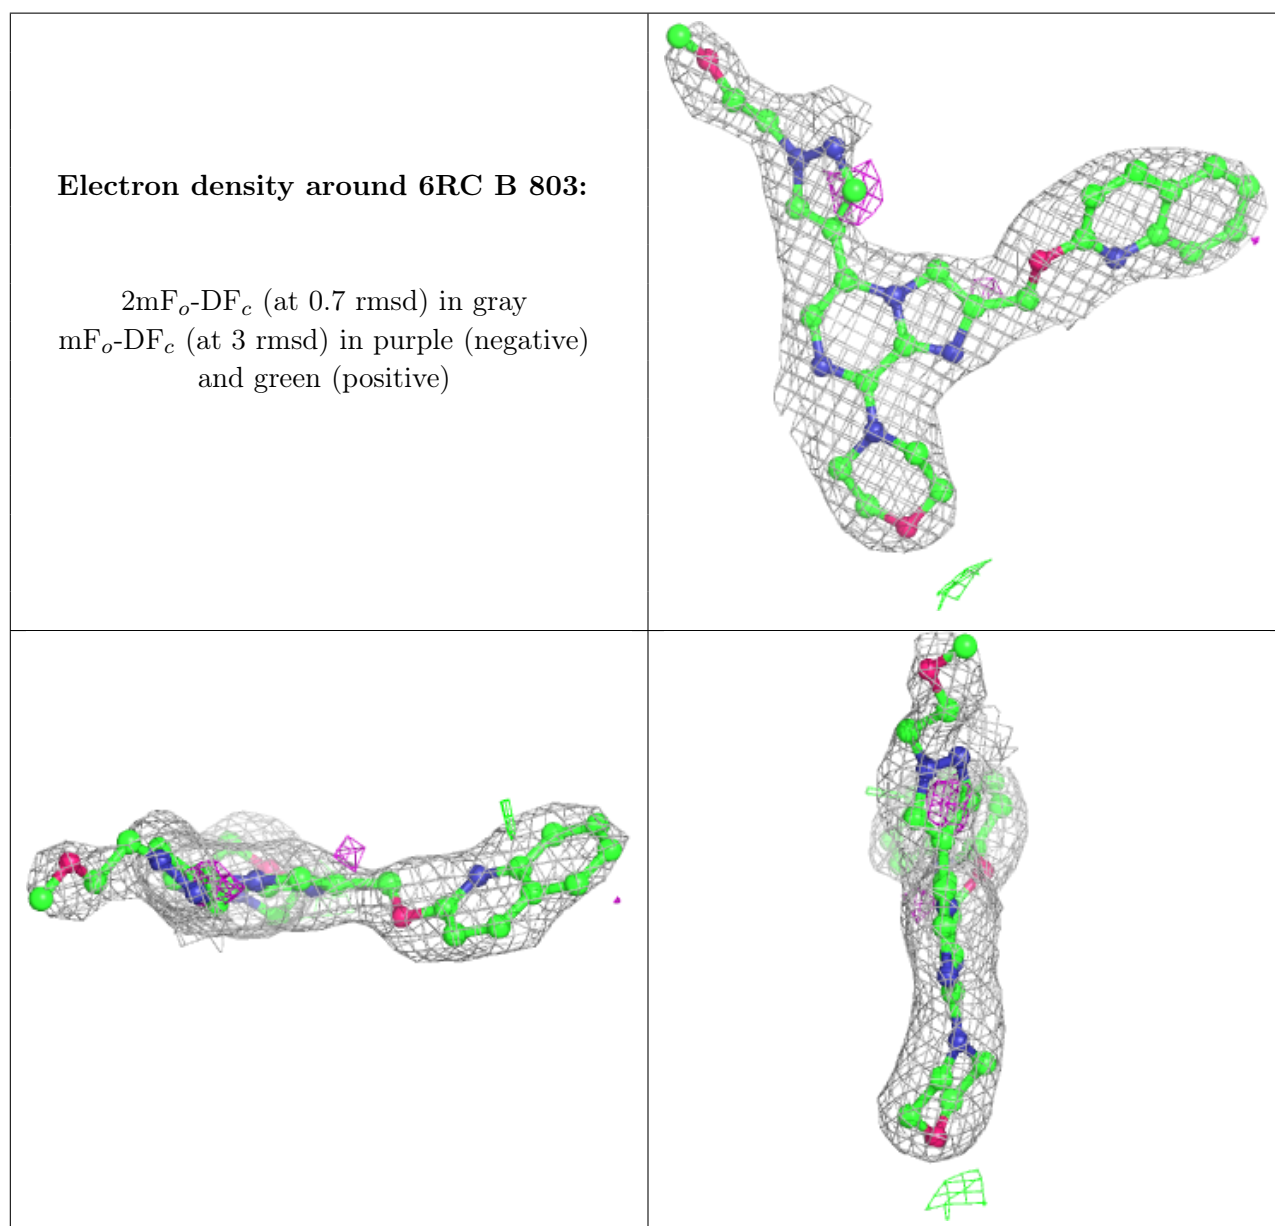 Electron density around 6RC B 803:
2mFₒ-DF𝒸 (at 0.7 rmsd) in gray
mFₒ-DF𝒸 (at 3 rmsd) in purple (negative)
and green (positive)